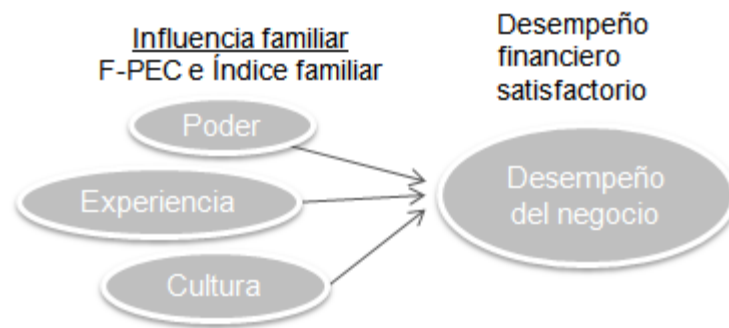 Influencia familiar
F-PEC e Índice familiar
Poder
Experiencia
Cultura
Desempeño
financiero
satisfactorio
Desempeño
del negocio